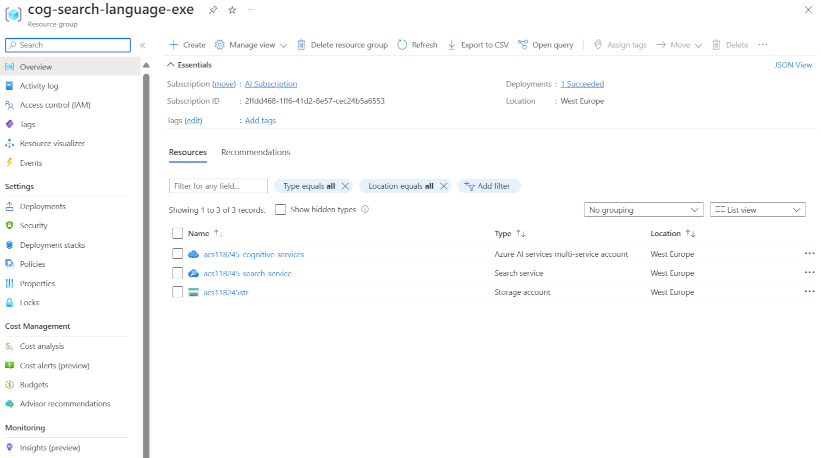 cog-search-language-exe
Resource group
Search
Create Manage view Delete resource group Refresh Export to CSV Open query Assign tags Move Delete
Overview
Activity log
Access control (IAM)
Tags
Resource visualizer
Events
Settings
Deployments
Security
Deployment stacks
Policies
Properties
Locks
Cost Management
Cost analysis
Cost alerts (preview)
Budgets
Advisor recommendations
Monitoring
Insights (preview)
Essentials JSON View
Subscription (move) : AI Subscription Deployments : 1 Succeeded
Subscription ID : 2ffdd468-1ff6-41d2-8e57-cec24b5a6553 Location : West Europe
Tags (edit) : Add tags
Resources Recommendations
Filter for any field... Type equals all Location equals all Add filter
Showing 1 to 3 of 3 records. Show hidden types No grouping List view
Name Type Location
acs118245-cognitive-services Azure AI services multi-service account West Europe
acs118245-search-service Search service West Europe
acs118245str Storage account West Europe